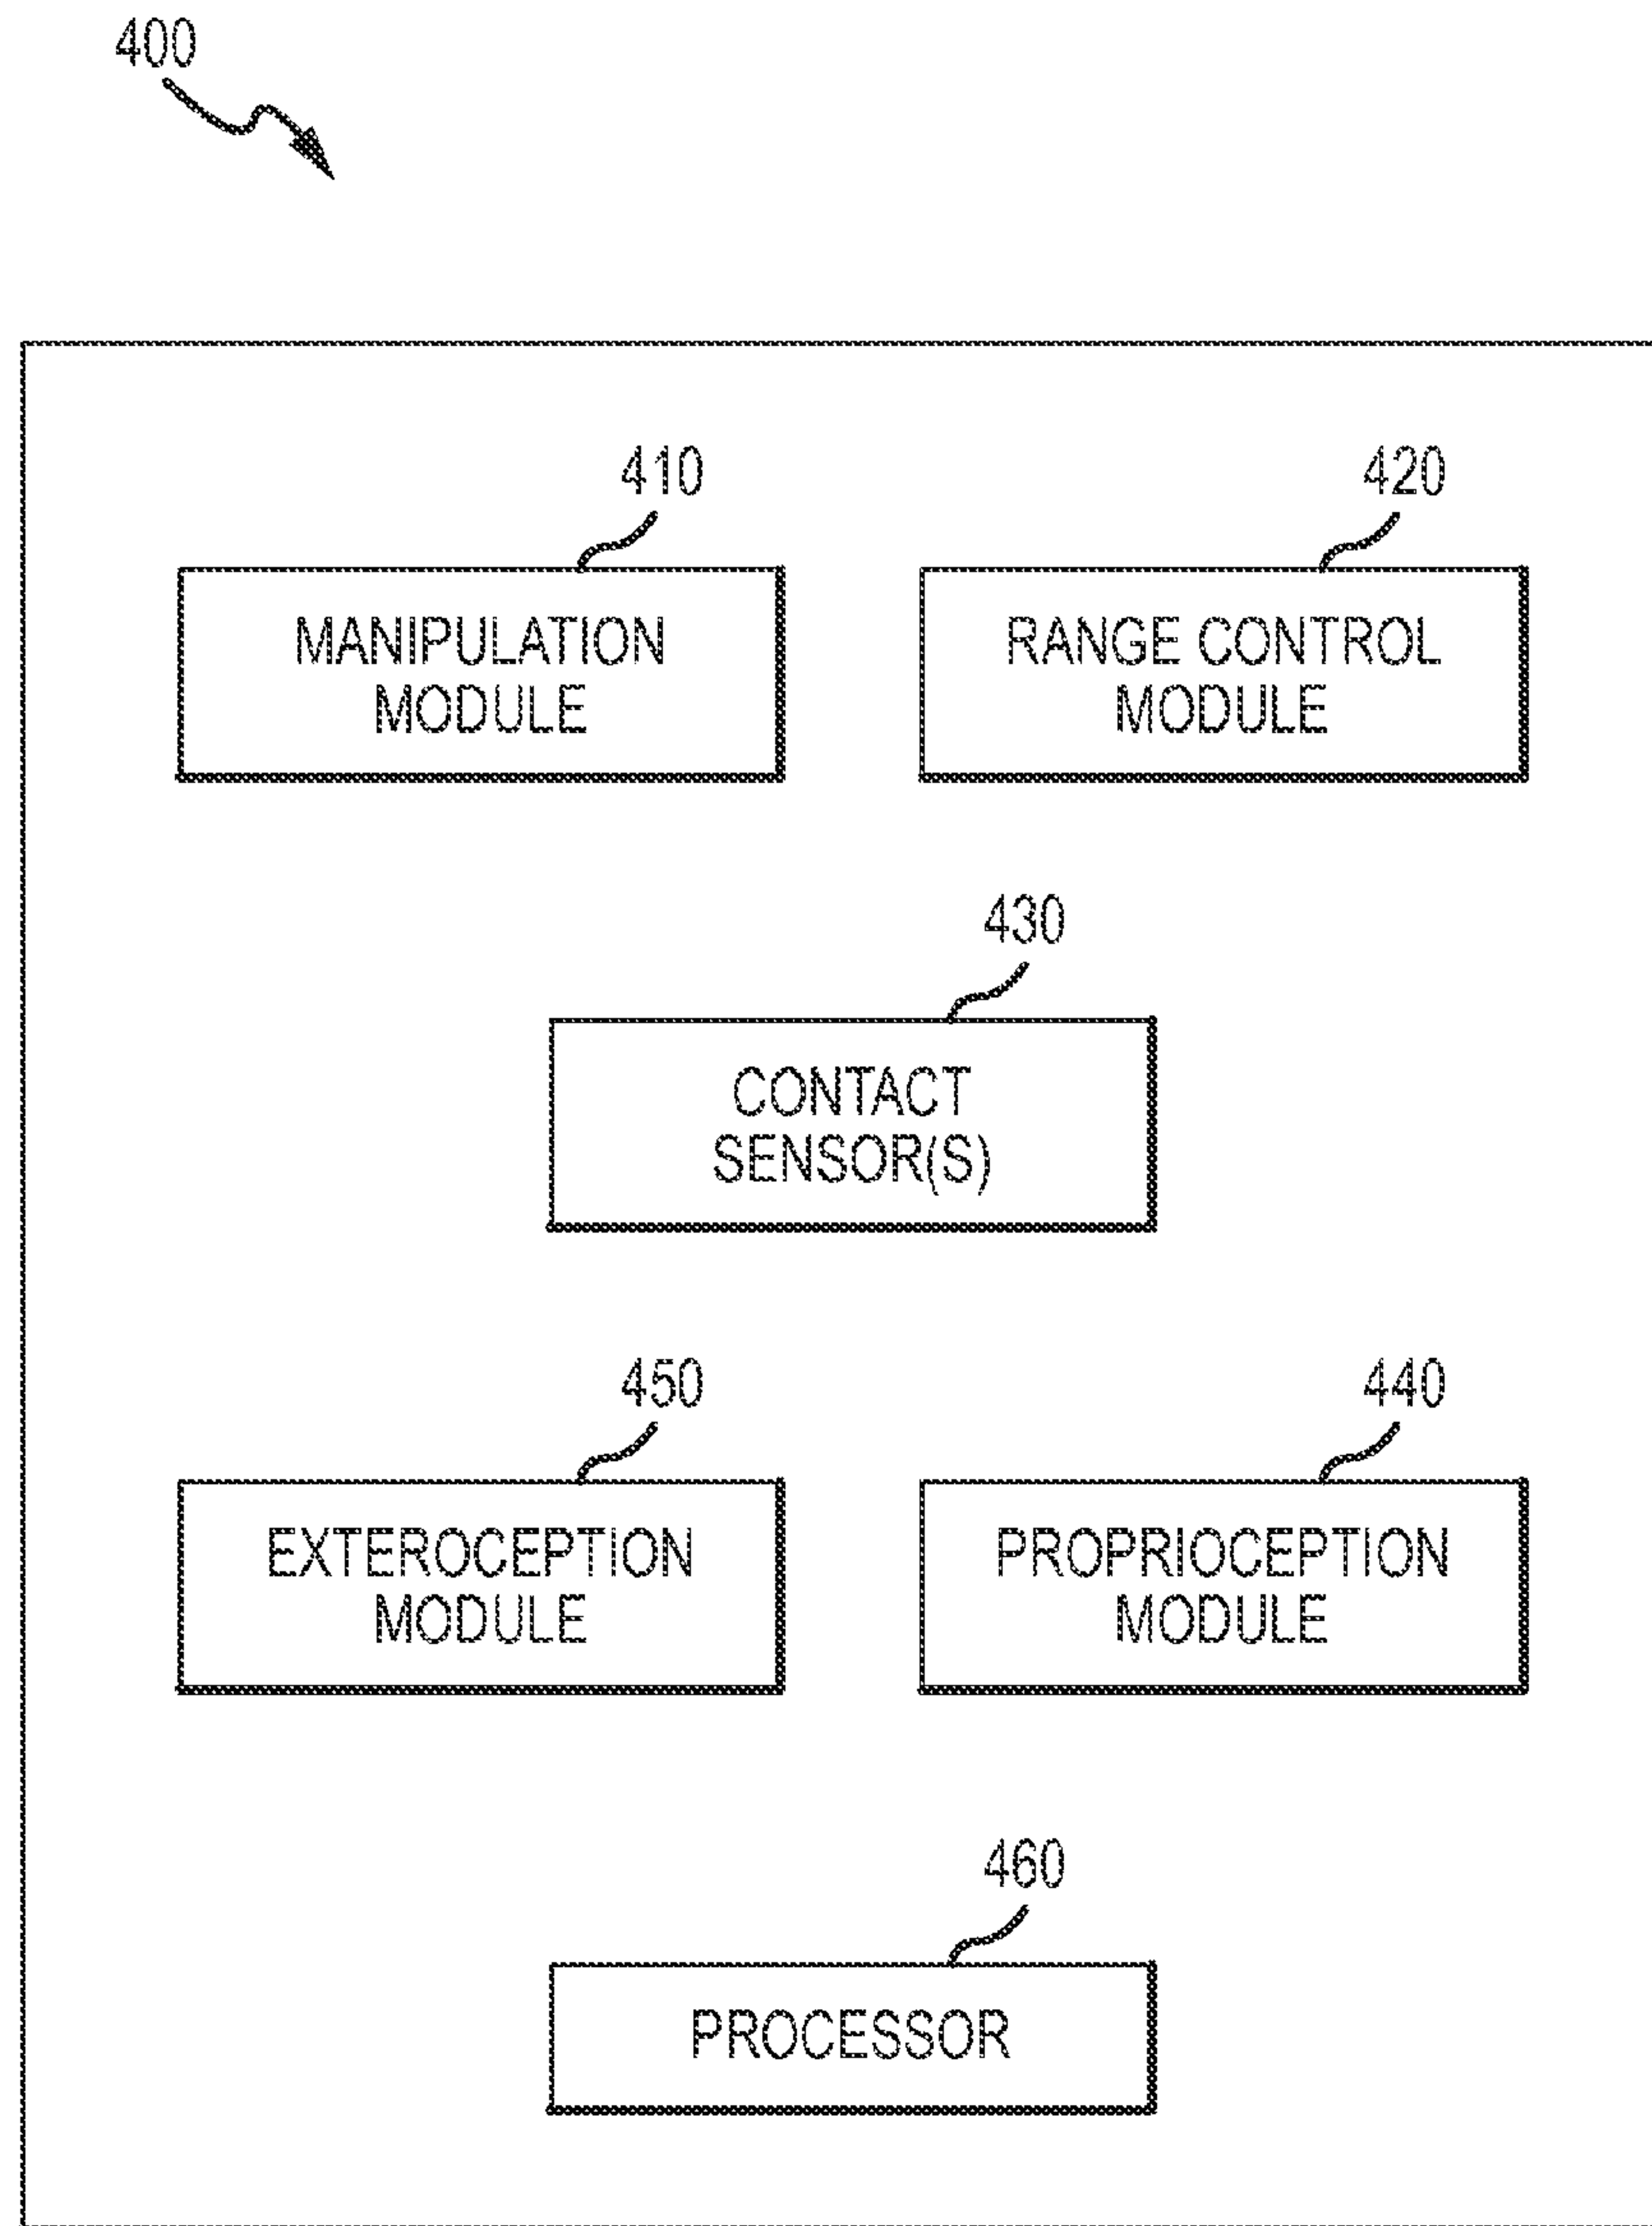 400
410
420
MANIPULATION
MODULE
RANGE CONTROL
MODULE
430
CONTACT
SENSOR(S)
450
440
EXTEROCEPTION
MODULE
PROPRIOCEPTION
MODULE
460
PROCESSOR